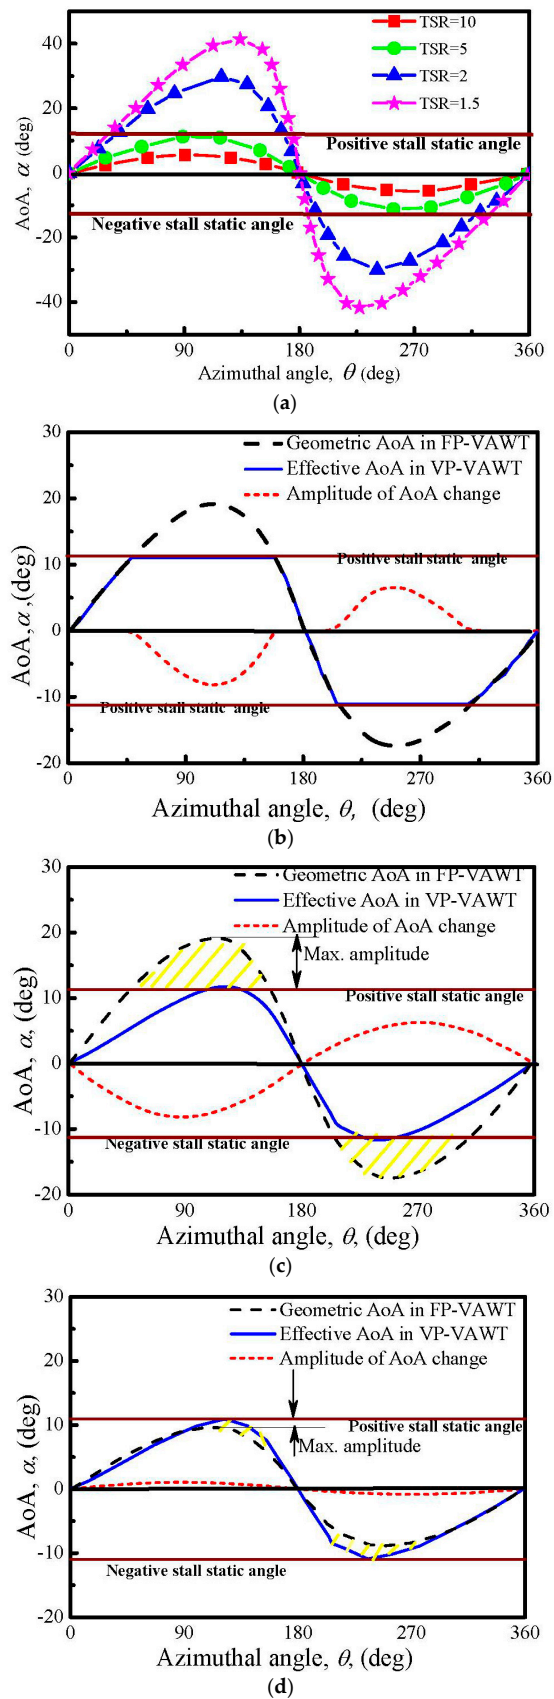 40
20
0
-20
-40
AoA, α (deg)
TSR=10
TSR=5
TSR=2
TSR=1.5
Positive stall static angle
Negative stall static angle
0 90 180 270 360
Azimuthal angle, θ (deg)
(a)
30
20
10
0
-10
-20
AoA,α,(deg)
Geometric AoA in FP-VAWT
Effective AoA in VP-VAWT
Amplitude of AoA change
Positive stall static angle
Positive stall static angle
0 90 180 270 360
Azimuthal angle, θ, (deg)
(b)
30
20
10
0
-10
-20
AoA, α, (deg)
Geometric AoA in FP-VAWT
Effective AoA in VP-VAWT
Amplitude of AoA change
Max. amplitude
Positive stall static angle
Negative stall static angle
0 90 180 270 360
Azimuthal angle, θ, (deg)
(c)
30
20
10
0
-10
-20
AoA, α, (deg)
Geometric AoA in FP-VAWT
Effective AoA in VP-VAWT
Amplitude of AoA change
Positive stall static angle
Max. amplitude
Negative stall static angle
0 90 180 270 360
Azimuthal angle, θ, (deg)
(d)